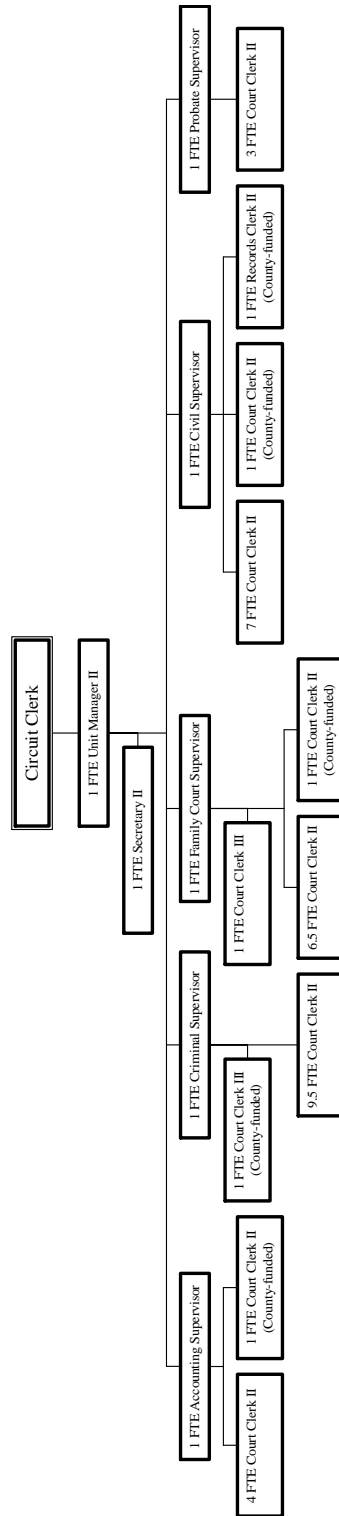 Circuit Clerk
1 FTE Unit Manager II
1 FTE Secretary II
1 FTE Accounting Supervisor
1 FTE Criminal Supervisor
1 FTE Family Court Supervisor
1 FTE Civil Supervisor
1 FTE Probate Supervisor
4 FTE Court Clerk II
1 FTE Court Clerk II
(County-funded)
1 FTE Court Clerk III
(County-funded)
1 FTE Court Clerk III
7 FTE Court Clerk II
1 FTE Court Clerk II
(County-funded)
1 FTE Records Clerk II
(County-funded)
3 FTE Court Clerk II
9.5 FTE Court Clerk II
6.5 FTE Court Clerk II
1 FTE Court Clerk II
(County-funded)